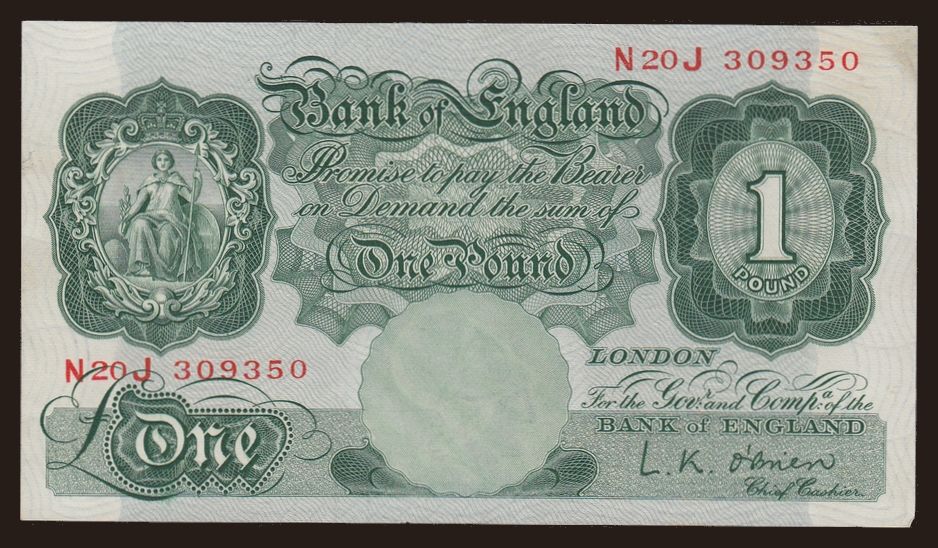 N20J 309350
Bank of England
Promise to pay the Bearer
on Demand the sum of
One Pound
1
POUND
N20J 309350
LONDON
For the Govr. and Compa. of the
BANK of ENGLAND
£One
L. K. O'Brien
Chief Cashier.